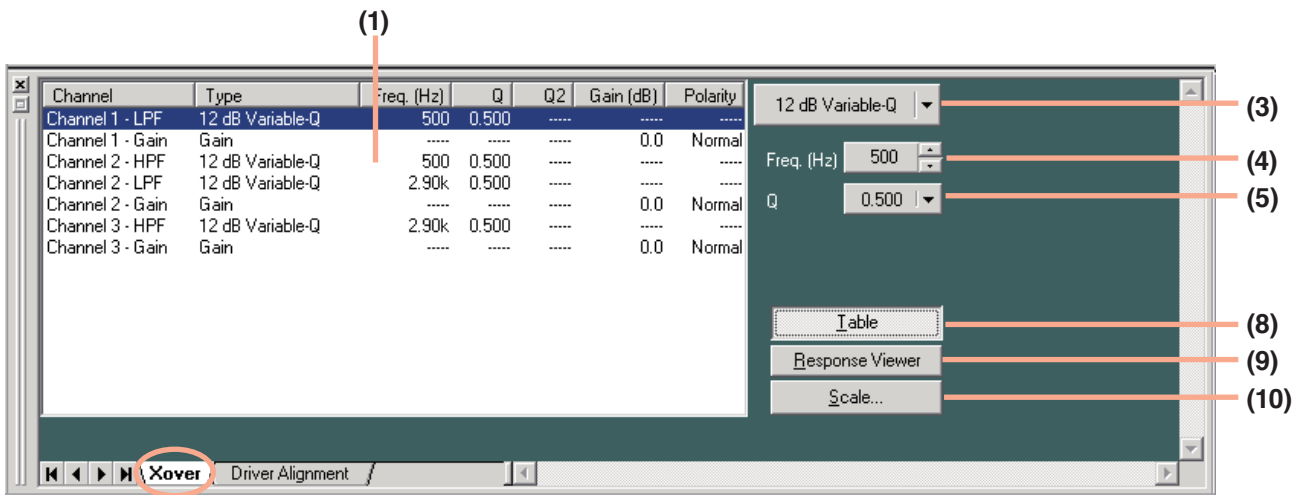 (1)
Channel Type Freq. (Hz) Q Q2 Gain (dB) Polarity
Channel 1 - LPF 12 dB Variable-Q 500 0.500 ----- ----- -----
Channel 1 - Gain Gain ----- ----- ----- 0.0 Normal
Channel 2 - HPF 12 dB Variable-Q 500 0.500 ----- ----- -----
Channel 2 - LPF 12 dB Variable-Q 2.90k 0.500 ----- ----- -----
Channel 2 - Gain Gain ----- ----- ----- 0.0 Normal
Channel 3 - HPF 12 dB Variable-Q 2.90k 0.500 ----- ----- -----
Channel 3 - Gain Gain ----- ----- ----- 0.0 Normal
12 dB Variable-Q (3)
Freq. (Hz) 500 (4)
Q 0.500 (5)
Table (8)
Response Viewer (9)
Scale... (10)
Xover Driver Alignment